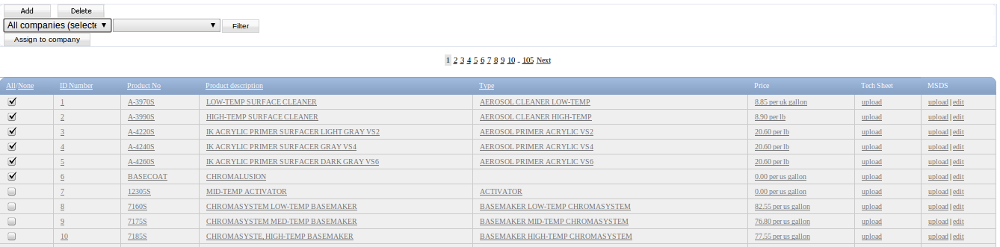 Add Delete
All companies (selecte
Filter
Assign to company
1 2 3 4 5 6 7 8 9 10 .. 105 Next
All/None ID Number Product No Product description Type Price Tech Sheet MSDS
1 A-3970S LOW-TEMP SURFACE CLEANER AEROSOL CLEANER LOW-TEMP 8.85 per uk gallon upload upload | edit
2 A-3990S HIGH-TEMP SURFACE CLEANER AEROSOL CLEANER HIGH-TEMP 8.90 per lb upload upload | edit
3 A-4220S IK ACRYLIC PRIMER SURFACER LIGHT GRAY VS2 AEROSOL PRIMER ACRYLIC VS2 20.60 per lb upload upload | edit
4 A-4240S IK ACRYLIC PRIMER SURFACER GRAY VS4 AEROSOL PRIMER ACRYLIC VS4 20.60 per lb upload upload | edit
5 A-4260S IK ACRYLIC PRIMER SURFACER DARK GRAY VS6 AEROSOL PRIMER ACRYLIC VS6 20.60 per lb upload upload | edit
6 BASECOAT CHROMALUSION 0.00 per us gallon upload upload | edit
7 12305S MID-TEMP ACTIVATOR ACTIVATOR 0.00 per us gallon upload upload | edit
8 7160S CHROMASYSTEM LOW-TEMP BASEMAKER BASEMAKER LOW-TEMP CHROMASYSTEM 82.55 per us gallon upload upload | edit
9 7175S CHROMASYSTEM MED-TEMP BASEMAKER BASEMAKER MID-TEMP CHROMASYSTEM 76.80 per us gallon upload upload | edit
10 7185S CHROMASYSTE, HIGH-TEMP BASEMAKER BASEMAKER HIGH-TEMP CHROMASYSTEM 77.55 per us gallon upload upload | edit